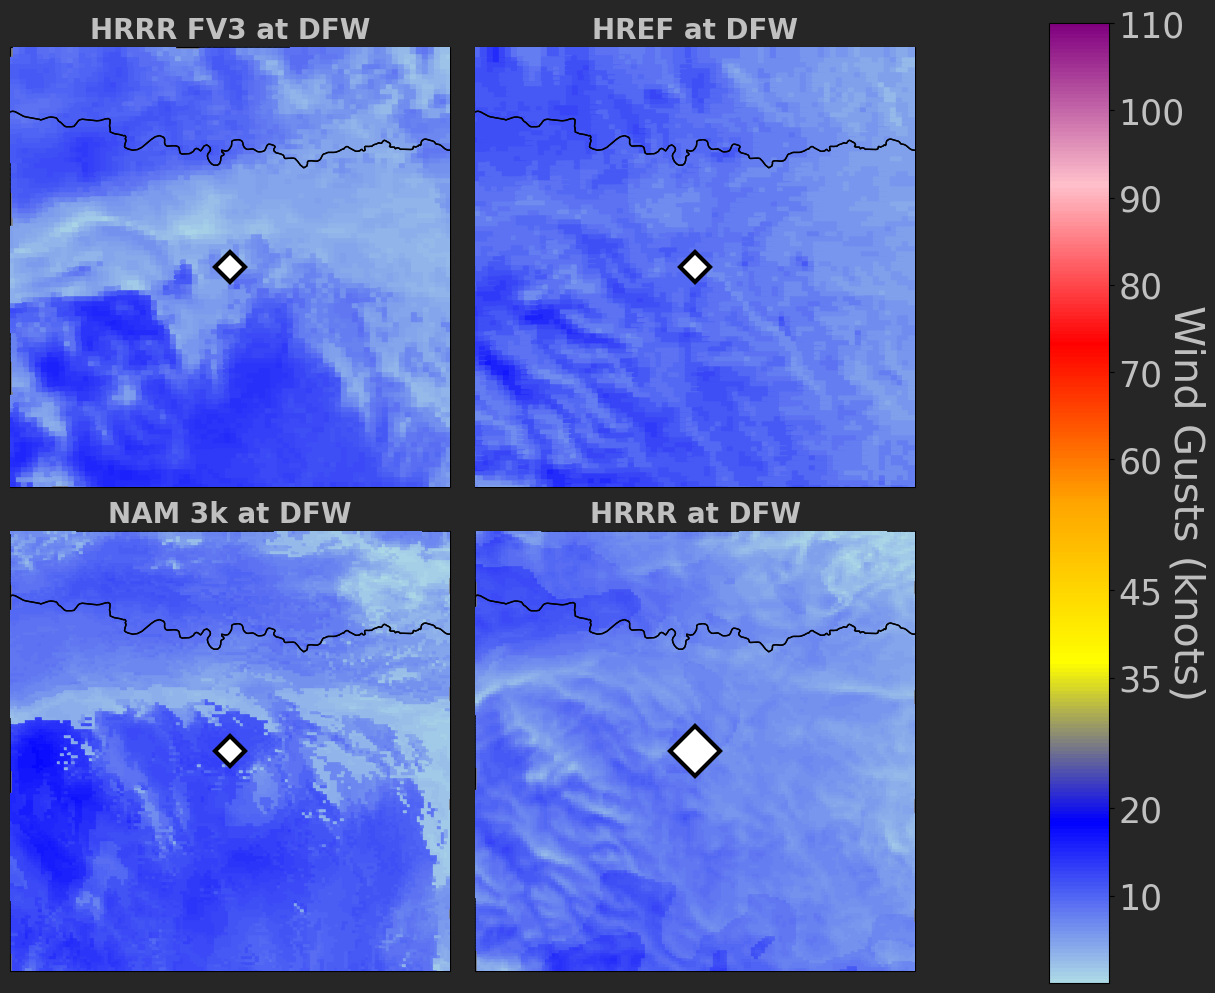 HRRR FV3 at DFW
HREF at DFW
NAM 3k at DFW
HRRR at DFW
110
100
90
80
70
60
45
35
20
10
Wind Gusts (knots)